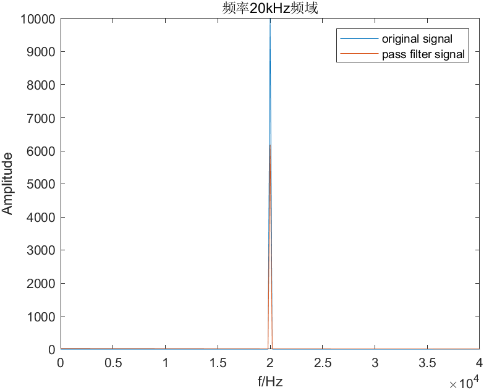 频率20kHz频域
original signal
pass filter signal
Amplitude
10000
9000
8000
7000
6000
5000
4000
3000
2000
1000
0
0 0.5 1 1.5 2 2.5 3 3.5 4
f/Hz
×10^4